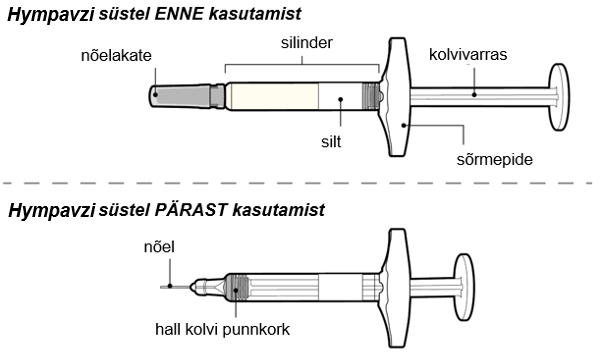 Hympavzi süstel ENNE kasutamist
silinder
nõelakate
kolvivarras
silt
sõrmepide
Hympavzi süstel PÄRAST kasutamist
nõel
hall kolvi punnkork